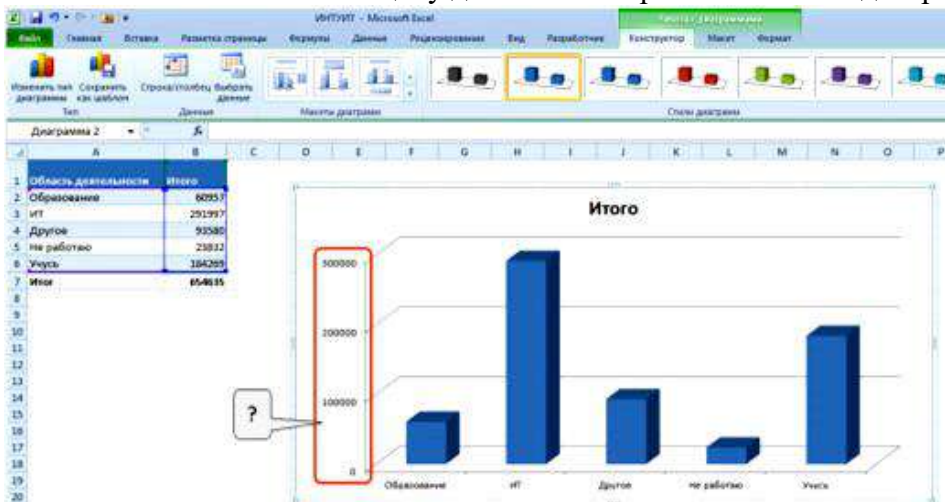 ИНТУИТ - Microsoft Excel
Файл Главная Вставка Разметка страницы Формулы Данные Рецензирование Вид Разработчик Конструктор Макет Формат
Изменить тип диаграммы Сохранить как шаблон
Строка/столбец Выбрать данные
Тип Данные Макеты диаграмм Стили диаграмм
Диаграмма 2 fx
A B C D E F G H I J K L M N O P
1 Область деятельности Итого
2 Образование 60957
3 ИТ 291997
4 Другое 93580
5 Не работаю 23832
6 Учусь 184269
7 Итог 654635
8
9
10
11
12
13
14
15
16
17
18
19
20
Итого
300000
200000
100000
0
?
Образование ИТ Другое Не работаю Учусь